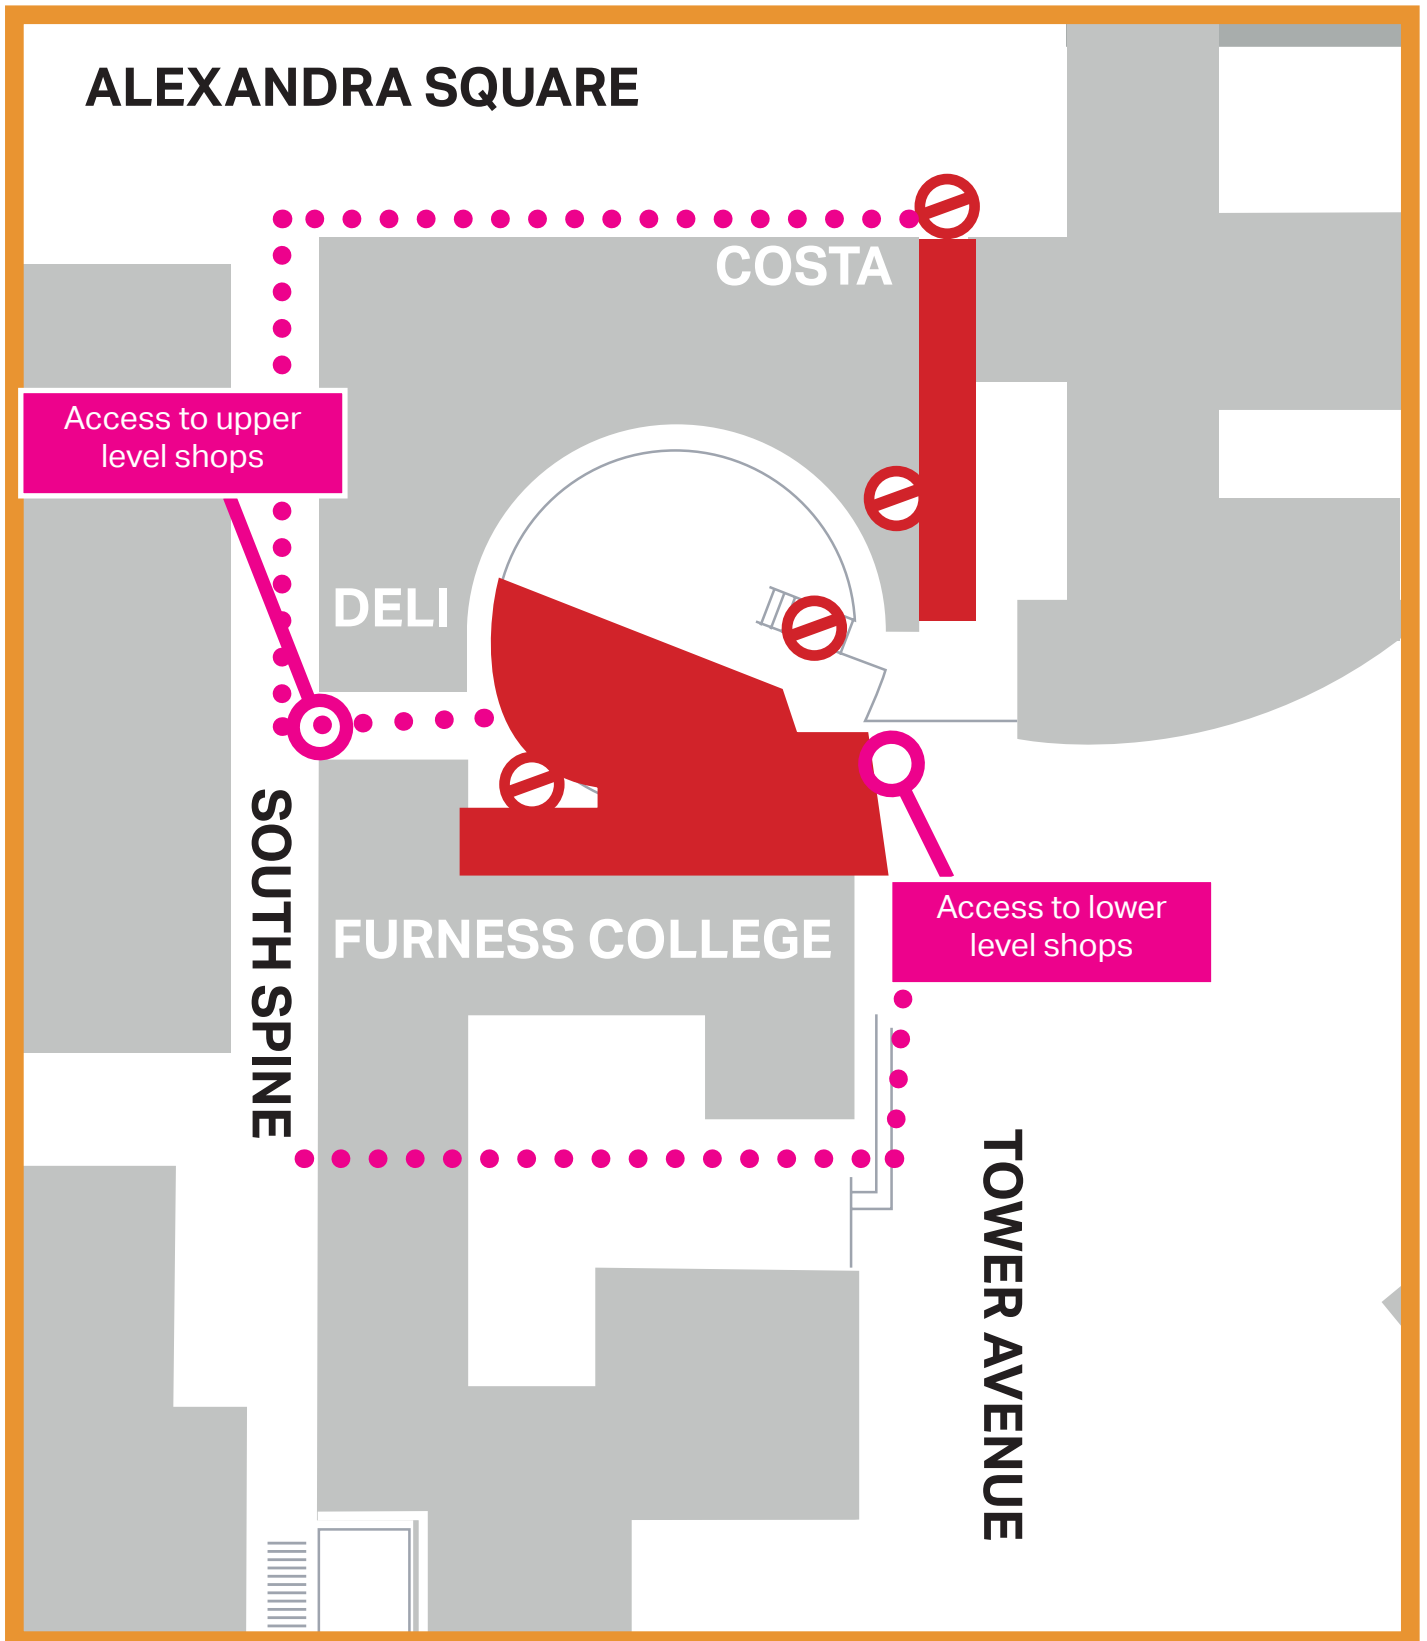 ALEXANDRA SQUARE
COSTA
Access to upper
level shops
DELI
SOUTH SPINE
FURNESS COLLEGE
Access to lower
level shops
TOWER AVENUE